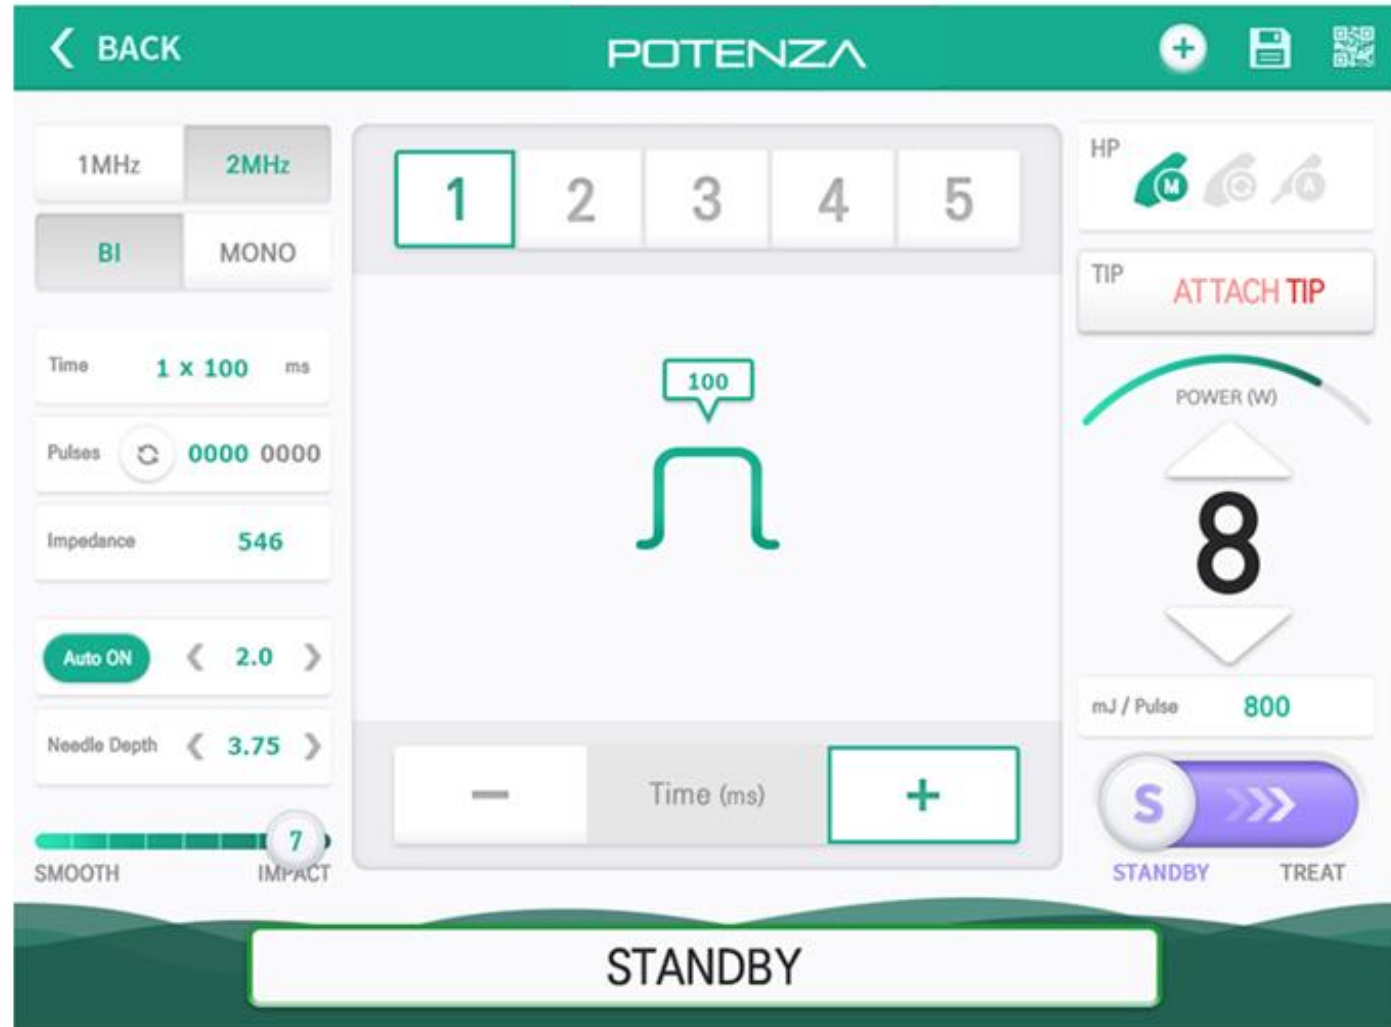 BACK
POTENZA
1MHz 2MHz
BI MONO
Time 1 x 100 ms
Pulses 0000 0000
Impedance 546
Auto ON 2.0
Needle Depth 3.75
7
SMOOTH IMPACT
1 2 3 4 5
100
− Time (ms) +
HP M C A
TIP ATTACH TIP
POWER (W)
8
mJ / Pulse 800
S
STANDBY TREAT
STANDBY